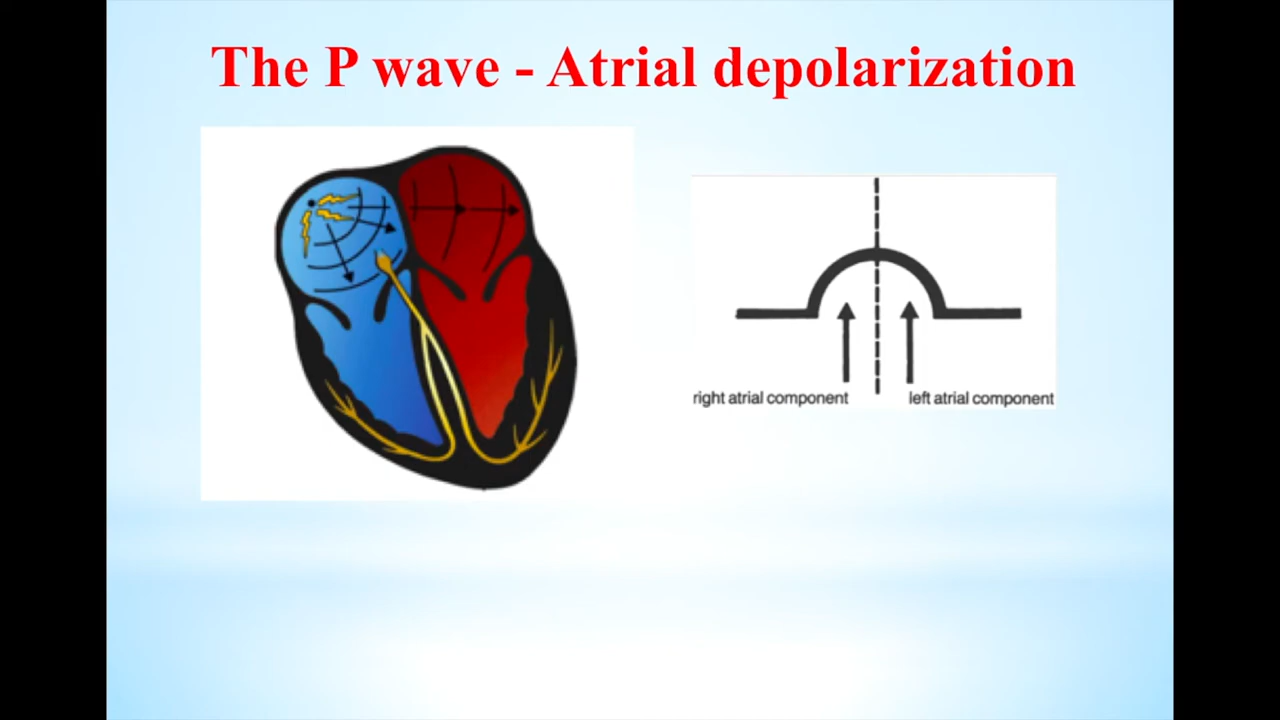 The P wave - Atrial depolarization
right atrial component
left atrial component